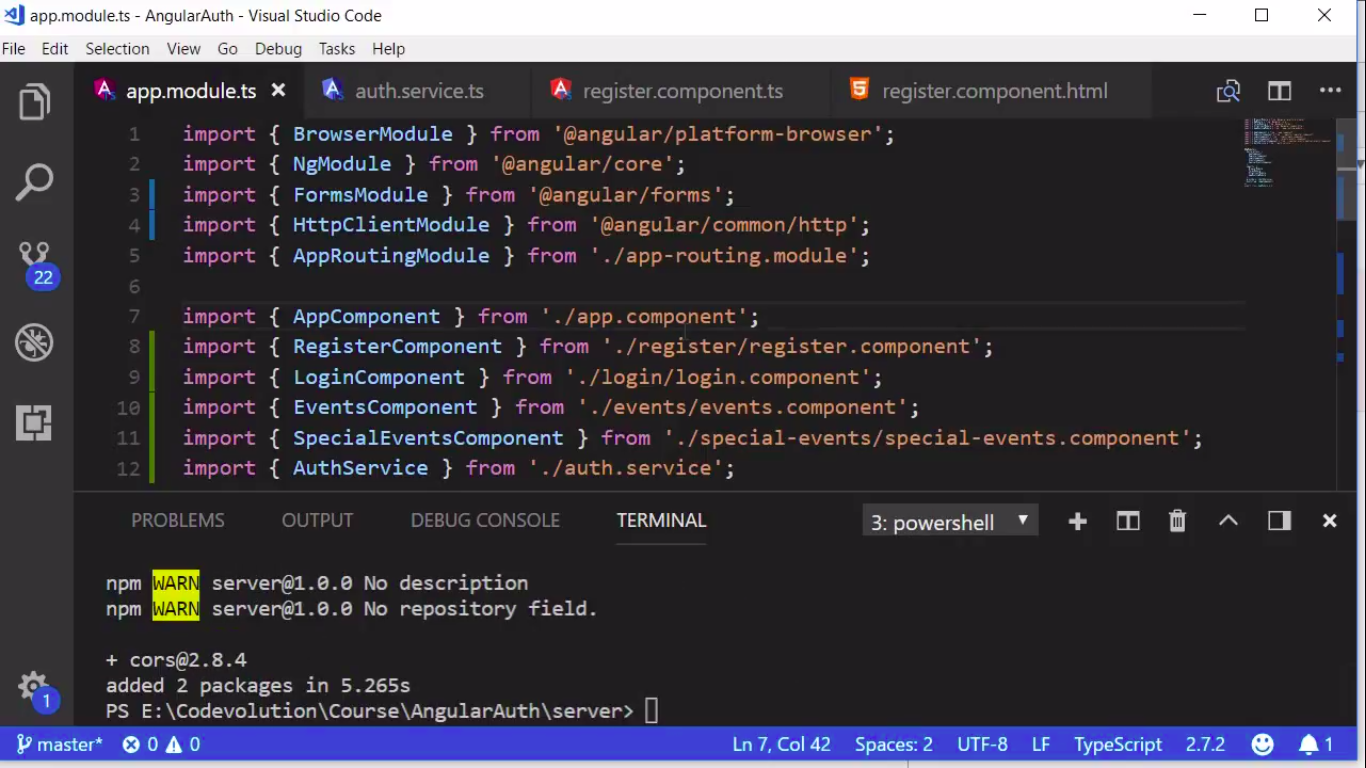 app.module.ts - AngularAuth - Visual Studio Code
File Edit Selection View Go Debug Tasks Help
app.module.ts auth.service.ts register.component.ts register.component.html
1 import { BrowserModule } from '@angular/platform-browser';
2 import { NgModule } from '@angular/core';
3 import { FormsModule } from '@angular/forms';
4 import { HttpClientModule } from '@angular/common/http';
5 import { AppRoutingModule } from './app-routing.module';
6
7 import { AppComponent } from './app.component';
8 import { RegisterComponent } from './register/register.component';
9 import { LoginComponent } from './login/login.component';
10 import { EventsComponent } from './events/events.component';
11 import { SpecialEventsComponent } from './special-events/special-events.component';
12 import { AuthService } from './auth.service';
22
PROBLEMS OUTPUT DEBUG CONSOLE TERMINAL 3: powershell
npm WARN server@1.0.0 No description
npm WARN server@1.0.0 No repository field.
+ cors@2.8.4
added 2 packages in 5.265s
PS E:\Codevolution\Course\AngularAuth\server>
1
master* 0 0 Ln 7, Col 42 Spaces: 2 UTF-8 LF TypeScript 2.7.2 1